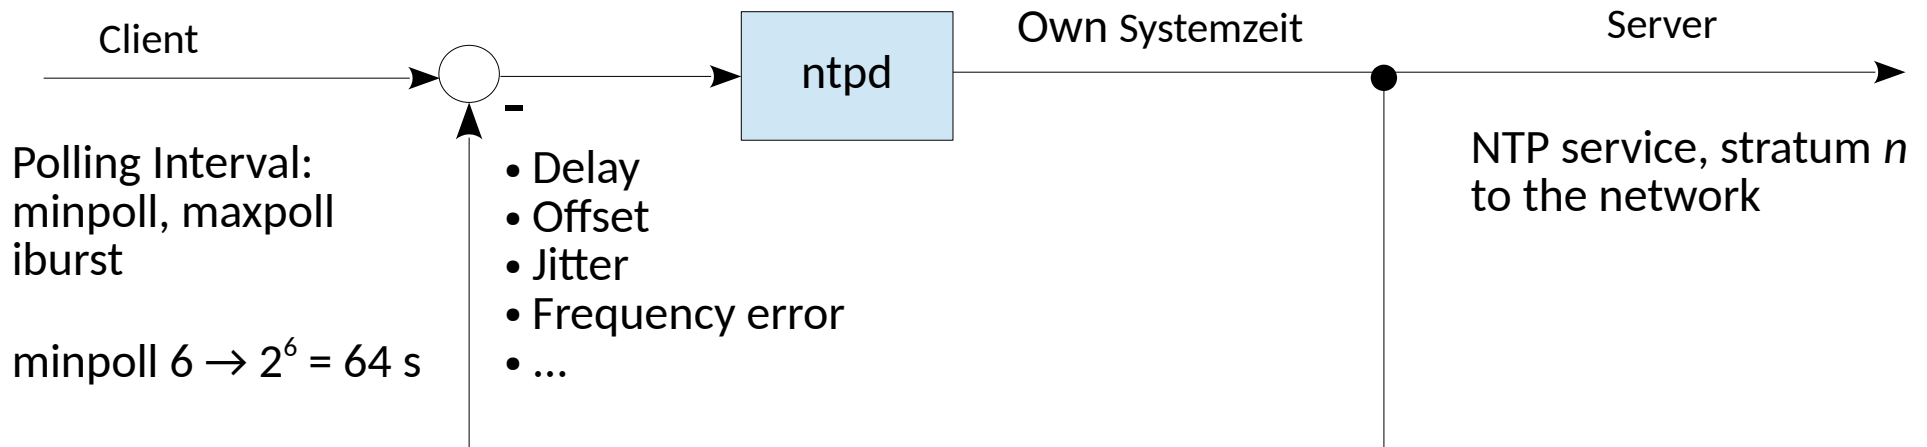 Client
ntpd
Own Systemzeit
Server
-
Polling Interval:
minpoll, maxpoll
iburst
minpoll 6 → 2⁶ = 64 s
• Delay
• Offset
• Jitter
• Frequency error
• ...
NTP service, stratum n
to the network